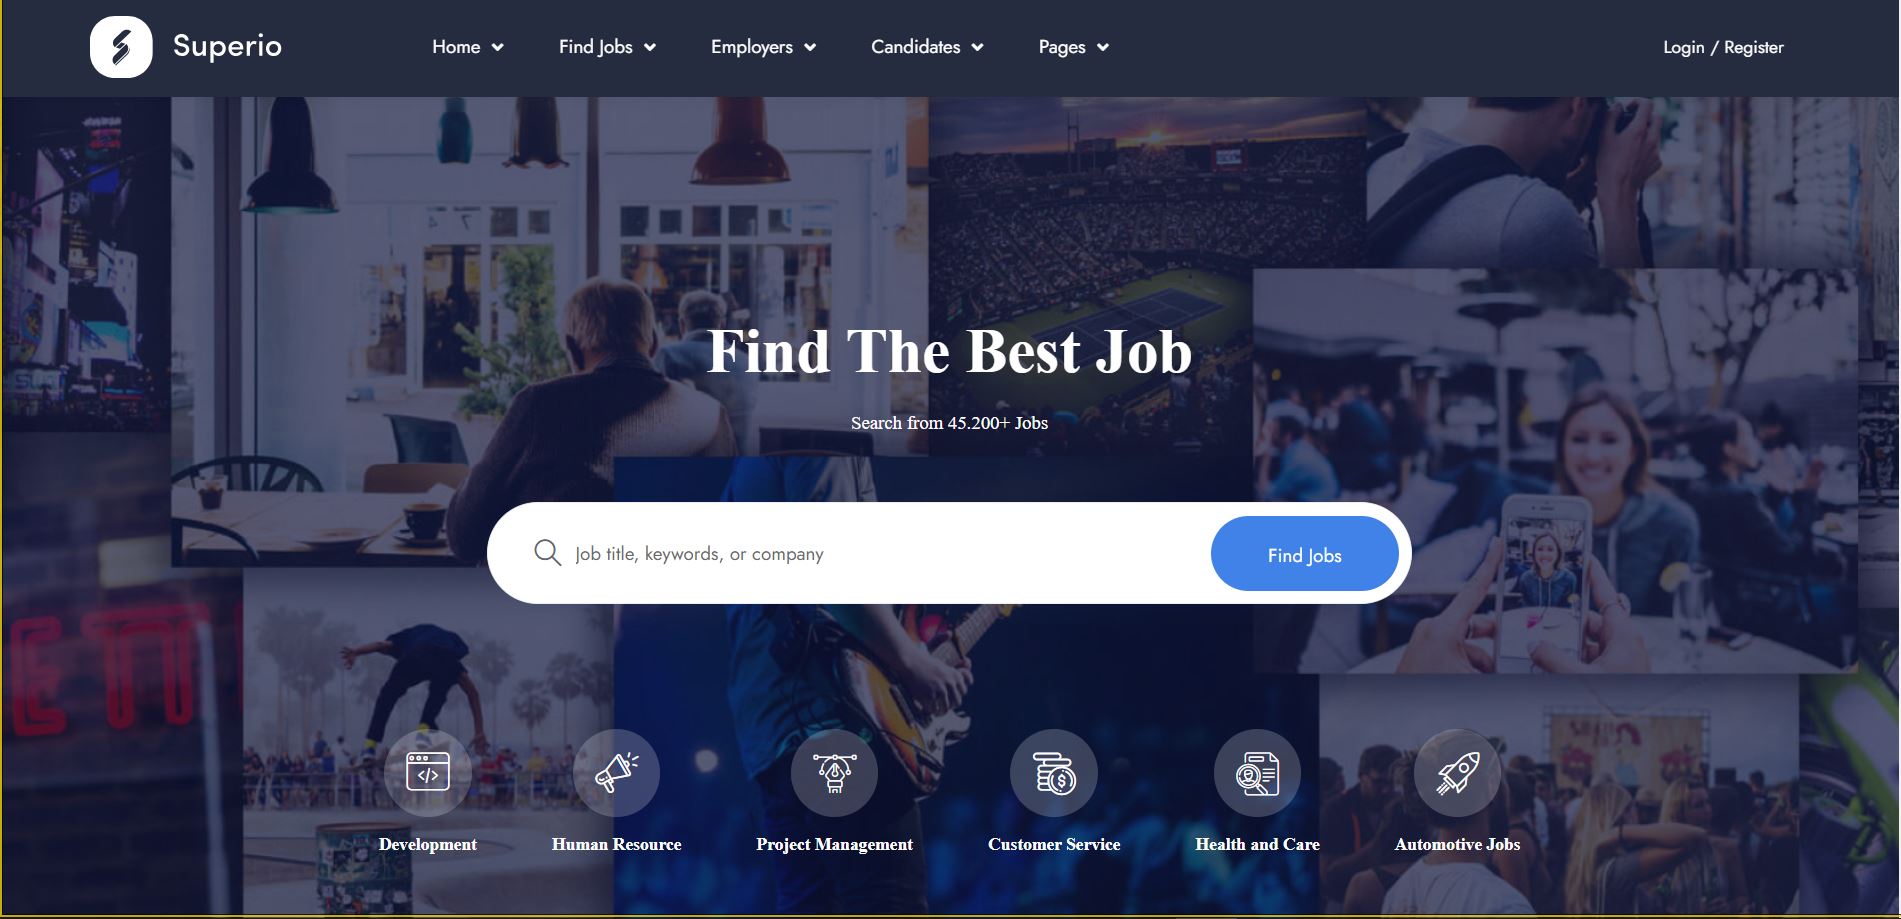 Superio
Home
Find Jobs
Employers
Candidates
Pages
Login / Register
Find The Best Job
Search from 45.200+ Jobs
Job title, keywords, or company
Find Jobs
Development
Human Resource
Project Management
Customer Service
Health and Care
Automotive Jobs